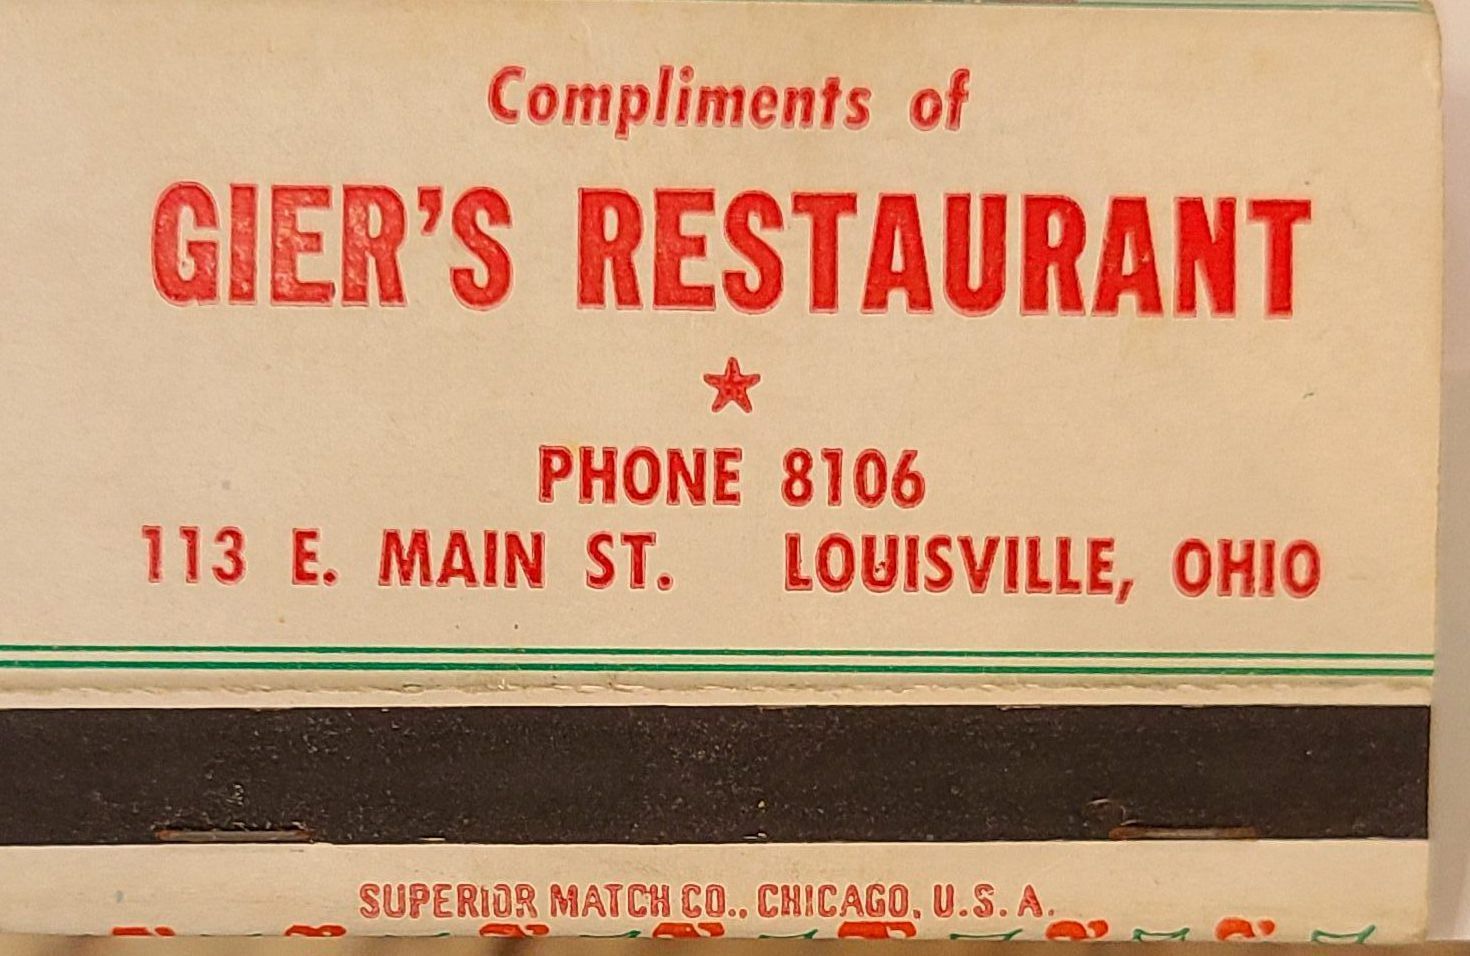 Compliments of
GIER'S RESTAURANT
PHONE 8106
113 E. MAIN ST. LOUISVILLE, OHIO
SUPERIOR MATCH CO., CHICAGO, U.S.A.